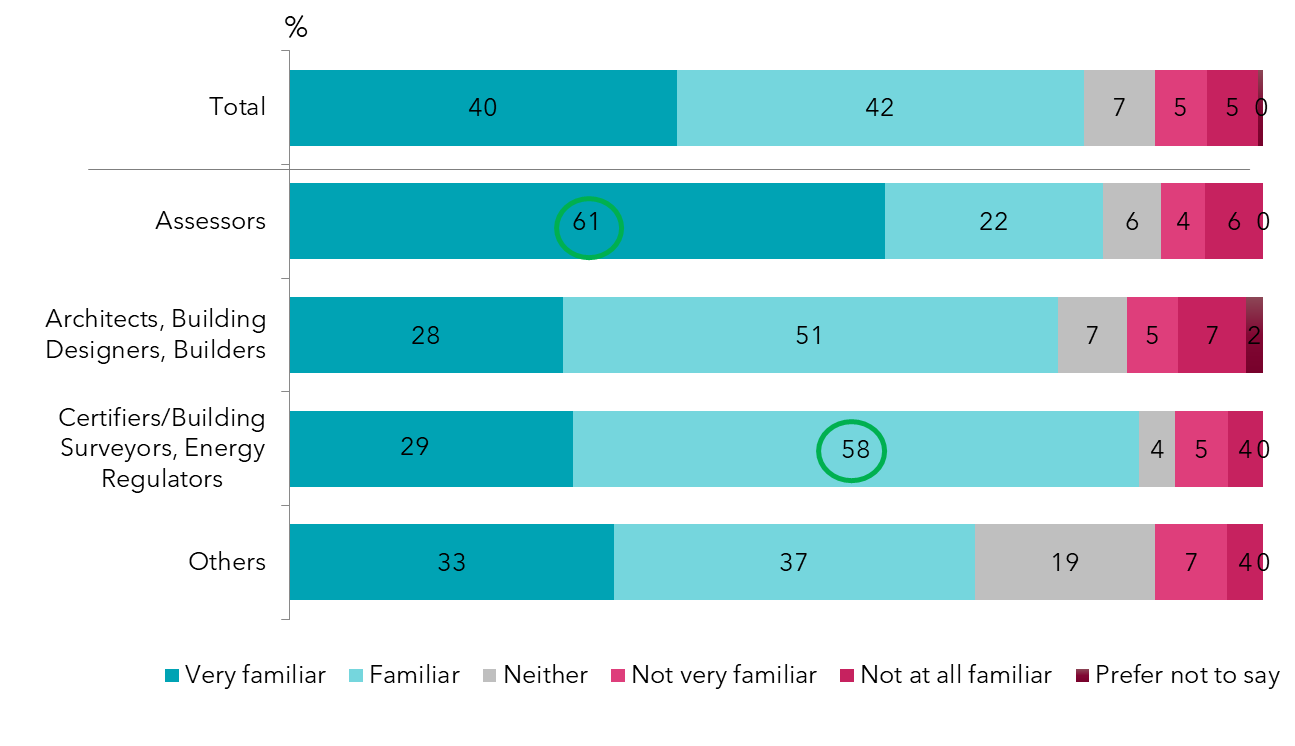 %
Total
40 42 7 5 5 0
Assessors
61 22 6 4 6 0
Architects, Building
Designers, Builders
28 51 7 5 7 2
Certifiers/Building
Surveyors, Energy
Regulators
29 58 4 5 4 0
Others
33 37 19 7 4 0
Very familiar Familiar Neither Not very familiar Not at all familiar Prefer not to say